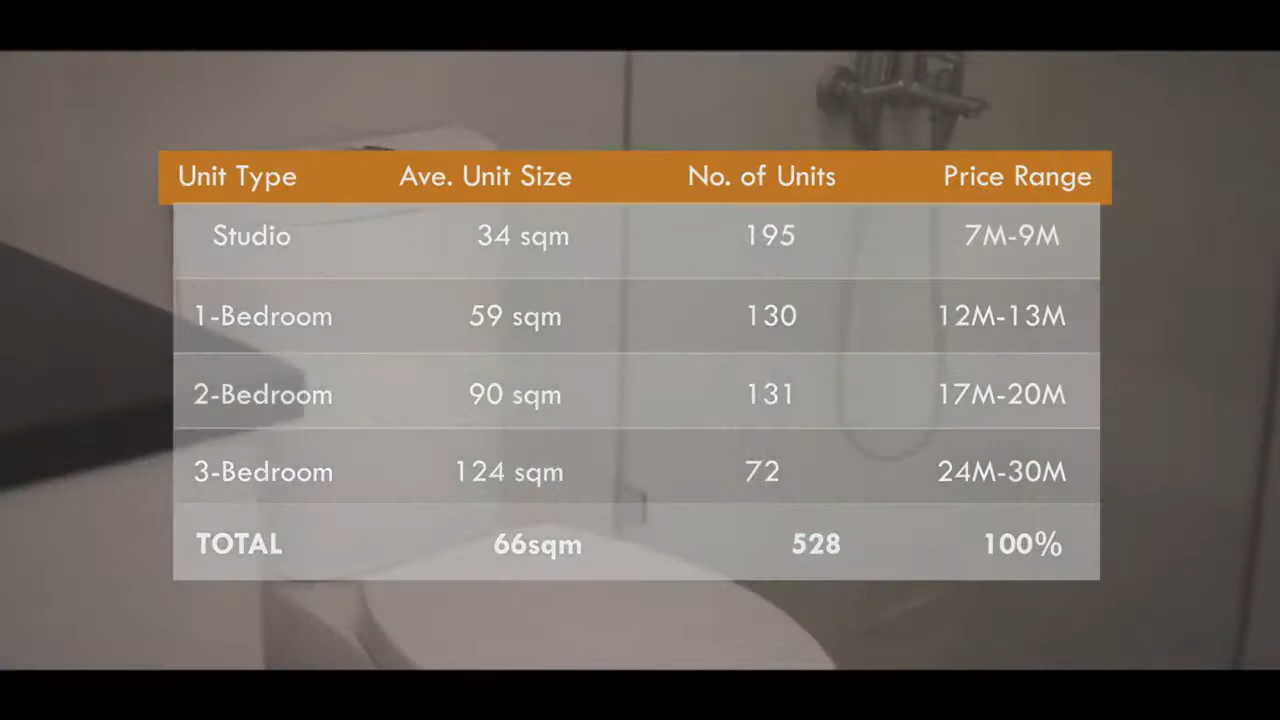 Unit Type Ave. Unit Size No. of Units Price Range
Studio 34 sqm 195 7M-9M
1-Bedroom 59 sqm 130 12M-13M
2-Bedroom 90 sqm 131 17M-20M
3-Bedroom 124 sqm 72 24M-30M
TOTAL 66sqm 528 100%